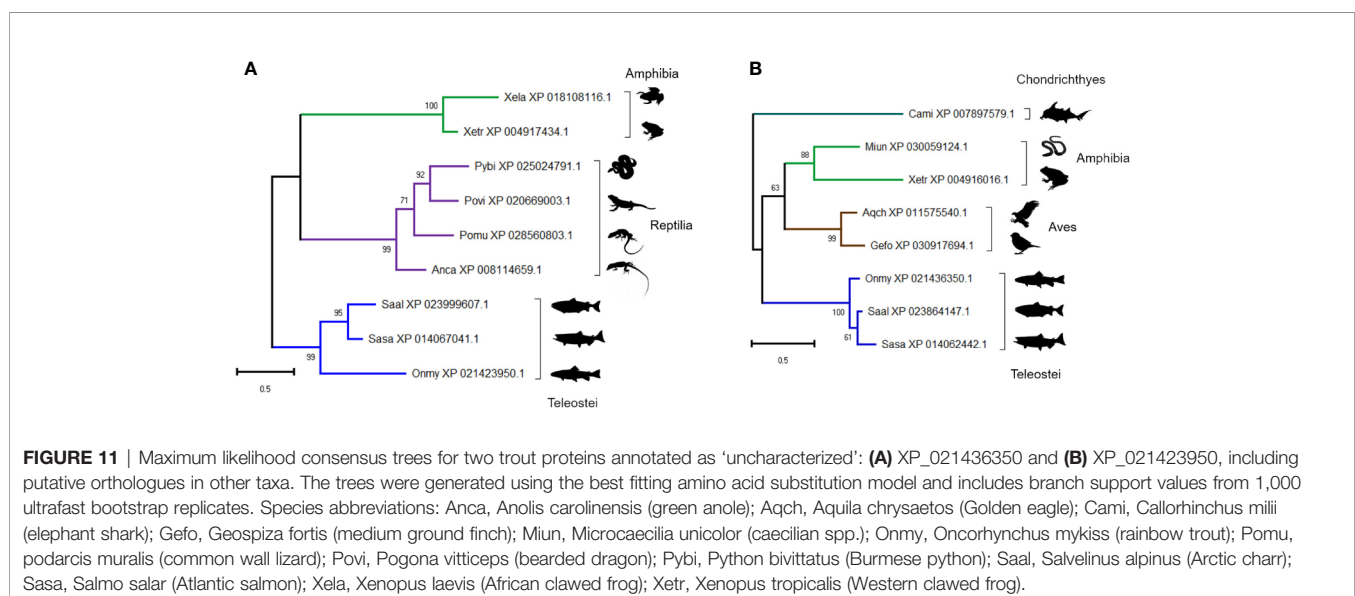 A
Amphibia
Xela XP 018108116.1
100
Xetr XP 004917434.1
Pybi XP 025024791.1
92
Povi XP 020669003.1
71
Reptilia
Pomu XP 028560803.1
99
Anca XP 008114659.1
Saal XP 023999607.1
95
Sasa XP 014067041.1
99
Onmy XP 021423950.1
0.5
Teleostei
B
Chondrichthyes
Cami XP 007897579.1
Miun XP 030059124.1
88
Amphibia
Xetr XP 004916016.1
63
Aqch XP 011575540.1
Aves
99
Gefo XP 030917694.1
Onmy XP 021436350.1
100
Saal XP 023864147.1
61
Sasa XP 014062442.1
0.5
Teleostei
FIGURE 11 | Maximum likelihood consensus trees for two trout proteins annotated as ‘uncharacterized’: (A) XP_021436350 and (B) XP_021423950, including
putative orthologues in other taxa. The trees were generated using the best fitting amino acid substitution model and includes branch support values from 1,000
ultrafast bootstrap replicates. Species abbreviations: Anca, Anolis carolinensis (green anole); Aqch, Aquila chrysaetos (Golden eagle); Cami, Callorhinchus milii
(elephant shark); Gefo, Geospiza fortis (medium ground finch); Miun, Microcaecilia unicolor (caecilian spp.); Onmy, Oncorhynchus mykiss (rainbow trout); Pomu,
podarcis muralis (common wall lizard); Povi, Pogona vitticeps (bearded dragon); Pybi, Python bivittatus (Burmese python); Saal, Salvelinus alpinus (Arctic charr);
Sasa, Salmo salar (Atlantic salmon); Xela, Xenopus laevis (African clawed frog); Xetr, Xenopus tropicalis (Western clawed frog).